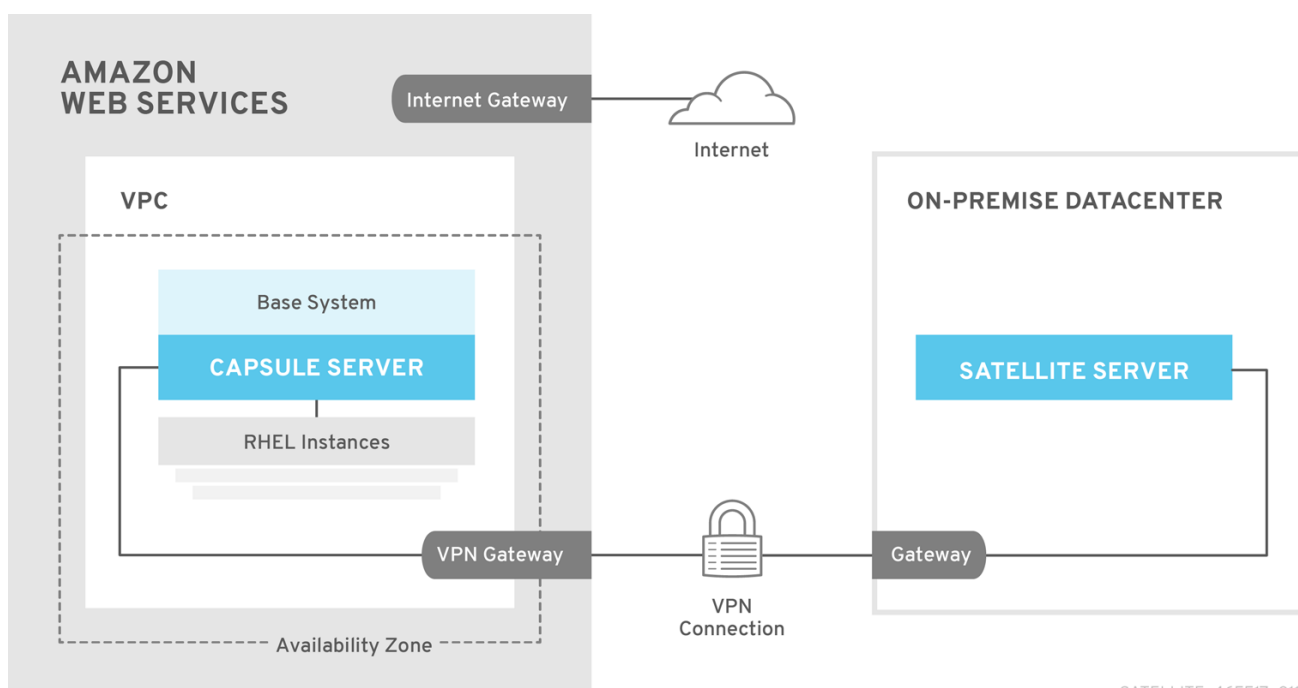 AMAZON
WEB SERVICES
Internet Gateway
Internet
VPC
ON-PREMISE DATACENTER
Base System
CAPSULE SERVER
SATELLITE SERVER
RHEL Instances
VPN Gateway
Gateway
VPN
Connection
Availability Zone